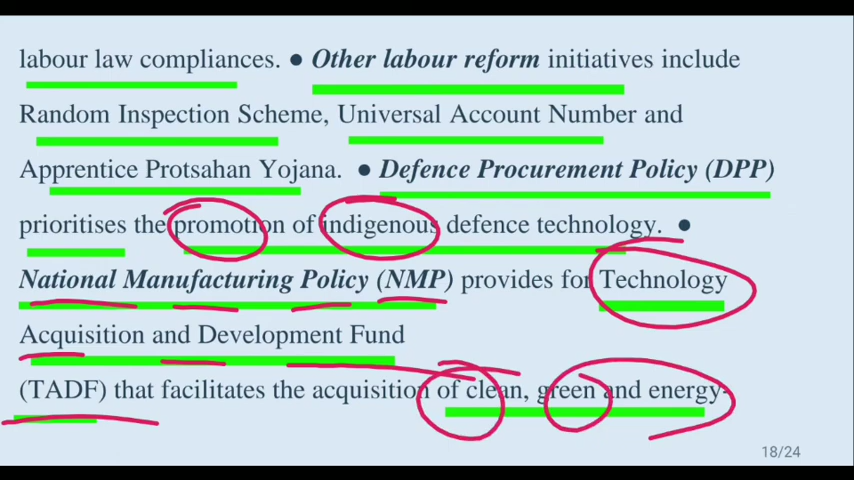 labour law compliances. ● Other labour reform initiatives include
Random Inspection Scheme, Universal Account Number and
Apprentice Protsahan Yojana. ● Defence Procurement Policy (DPP)
prioritises the promotion of indigenous defence technology. ●
National Manufacturing Policy (NMP) provides for Technology
Acquisition and Development Fund
(TADF) that facilitates the acquisition of clean, green and energy-
18/24